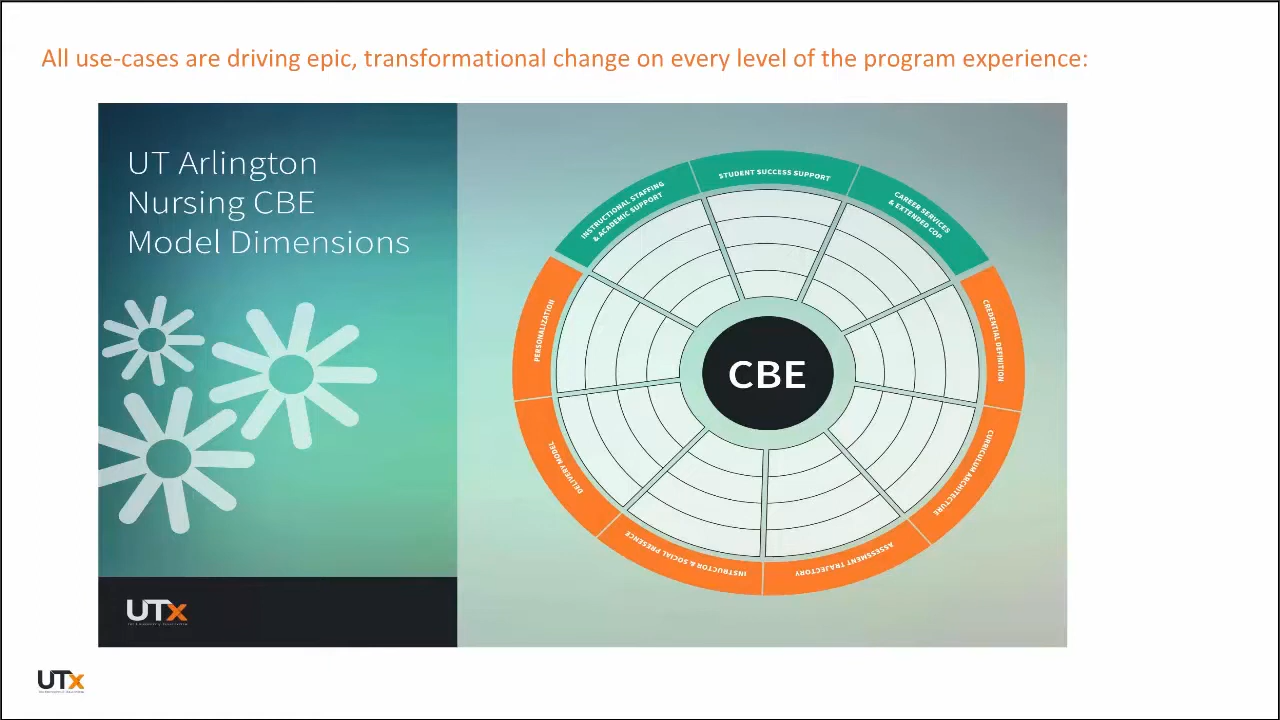 All use-cases are driving epic, transformational change on every level of the program experience:
UT Arlington
Nursing CBE
Model Dimensions
INSTRUCTIONAL STAFFING
& ACADEMIC SUPPORT
STUDENT SUCCESS SUPPORT
CAREER SERVICES
& EXTENDED COP
CREDENTIAL DEFINITION
CURRICULUM ARCHITECTURE
ASSESSMENT TRAJECTORY
INSTRUCTOR & SOCIAL PRESENCE
DELIVERY MODEL
PERSONALIZATION
CBE
UTx
UTx